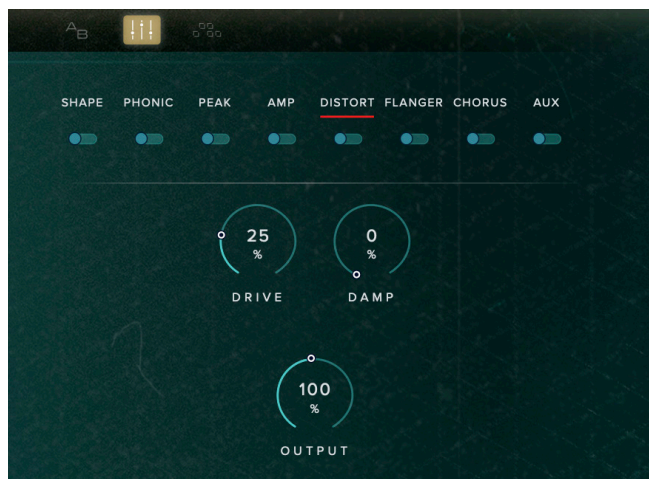 A B
SHAPE PHONIC PEAK AMP DISTORT FLANGER CHORUS AUX
25 0
% %
DRIVE DAMP
100
%
OUTPUT